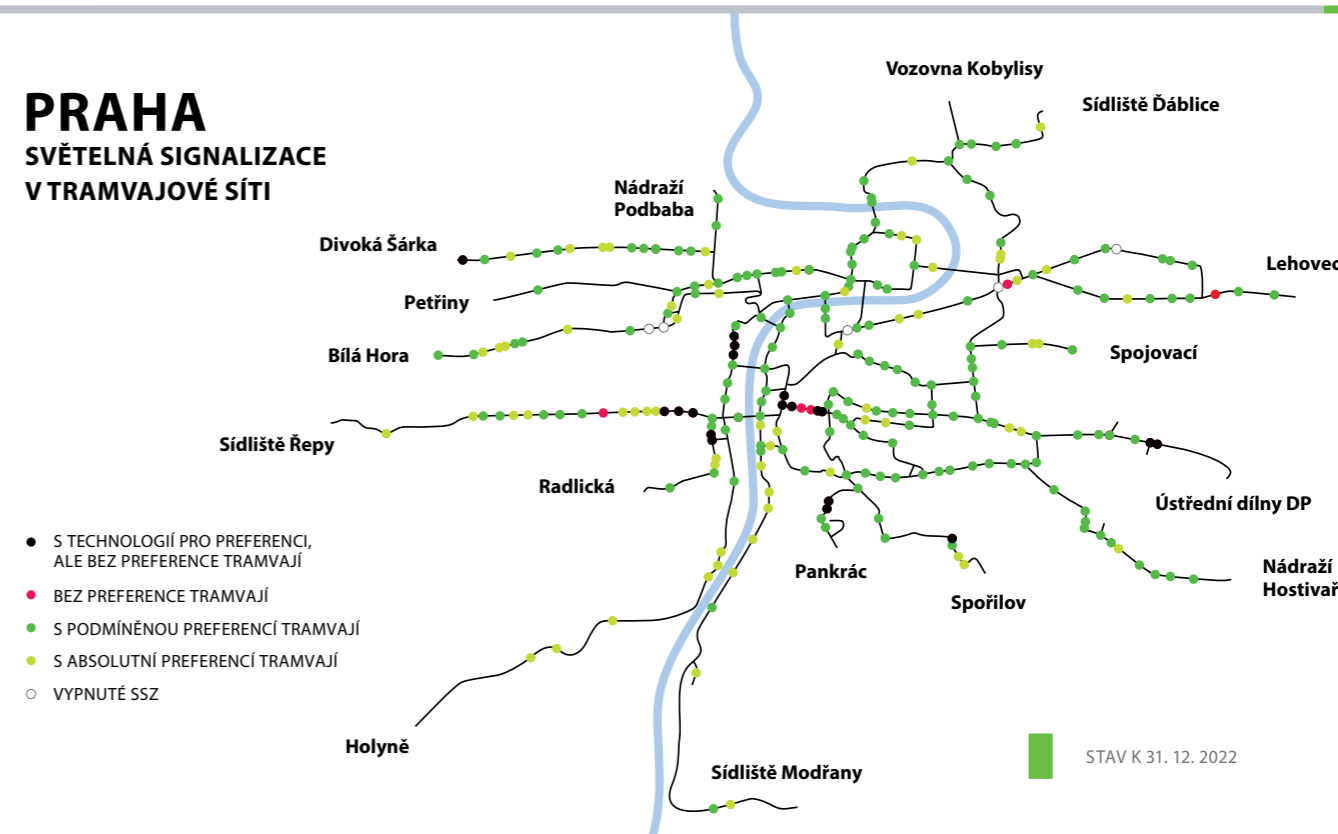 PRAHA
SVĚTELNÁ SIGNALIZACE
V TRAMVAJOVÉ SÍTI
Vozovna Kobylisy
Sídliště Ďáblice
Nádraží
Podbaba
Divoká Šárka
Lehovec
Petřiny
Bílá Hora
Spojovací
Sídliště Řepy
Radlická
Ústřední dílny DP
Pankrác
Nádraží
Hostivař
Spořilov
S TECHNOLOGIÍ PRO PREFERENCI,
ALE BEZ PREFERENCE TRAMVAJÍ
BEZ PREFERENCE TRAMVAJÍ
S PODMÍNĚNOU PREFERENCÍ TRAMVAJÍ
S ABSOLUTNÍ PREFERENCÍ TRAMVAJÍ
VYPNUTÉ SSZ
Holyně
Sídliště Modřany
STAV K 31. 12. 2022